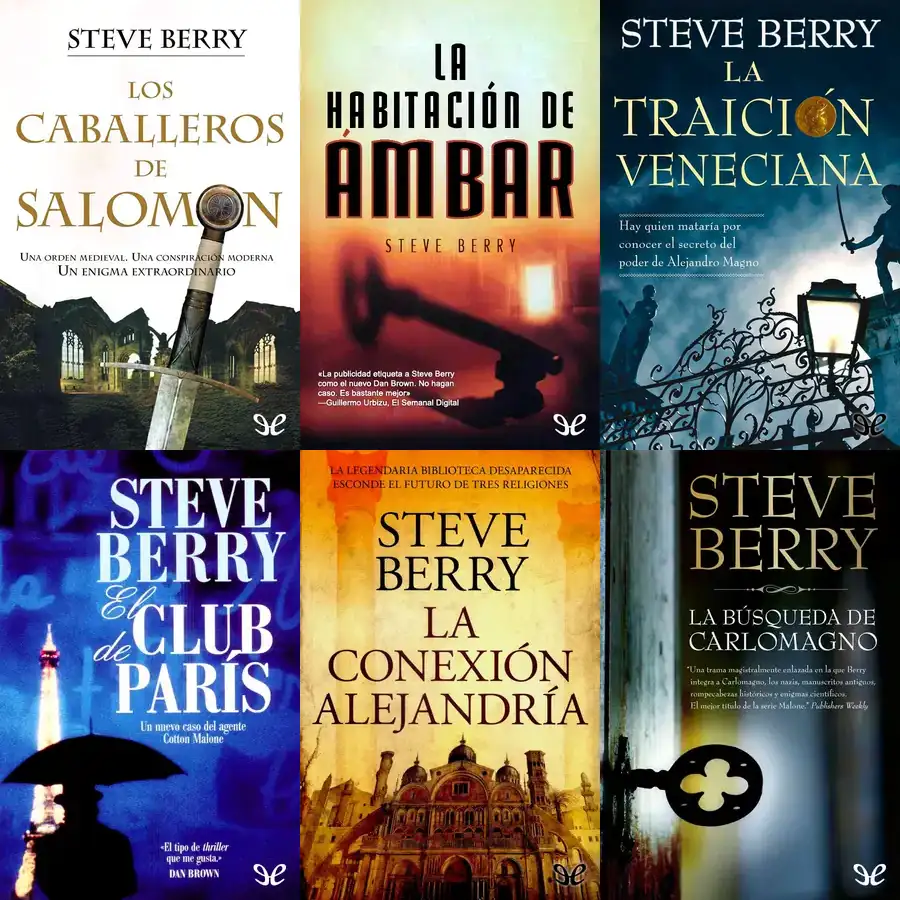 STEVE BERRY
LOS
CABALLEROS
DE
SALOMON
UNA ORDEN MEDIEVAL. UNA CONSPIRACIÓN MODERNA
UN ENIGMA EXTRAORDINARIO
LA
HABITACIÓN DE
ÁMBAR
STEVE BERRY
«La publicidad etiqueta a Steve Berry
como el nuevo Dan Brown. No hagan
caso. Es bastante mejor»
—Guillermo Urbizu, El Semanal Digital
STEVE BERRY
LA
TRAICIÓN
VENECIANA
Hay quien mataría por
conocer el secreto del
poder de Alejandro Magno
STEVE
BERRY
El
CLUB
de
PARÍS
Un nuevo caso del agente
Cotton Malone
«El tipo de thriller
que me gusta.»
DAN BROWN
LA LEGENDARIA BIBLIOTECA DESAPARECIDA
ESCONDE EL FUTURO DE TRES RELIGIONES
STEVE
BERRY
LA
CONEXIÓN
ALEJANDRÍA
STEVE
BERRY
LA BÚSQUEDA DE
CARLOMAGNO
"Una trama magistralmente enlazada en la que Berry
integra a Carlomagno, los nazis, manuscritos antiguos,
rompecabezas históricos y enigmas científicos.
El mejor título de la serie Malone." Publishers Weekly